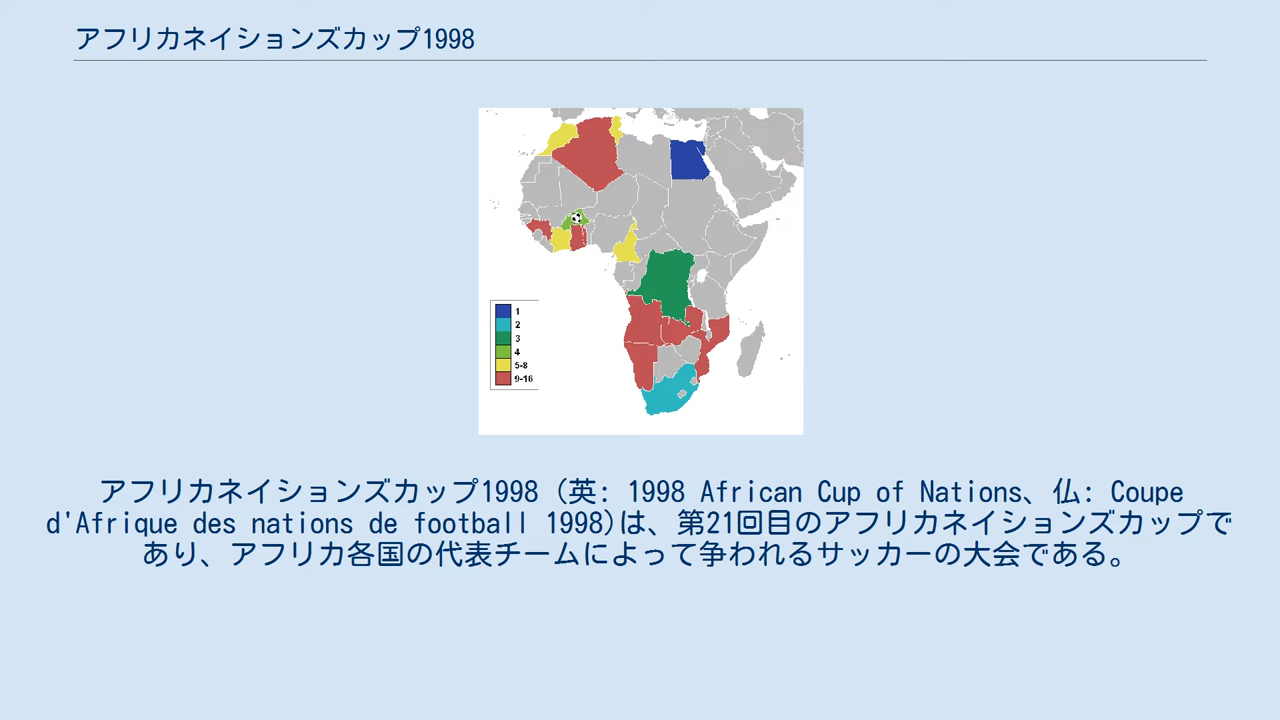 アフリカネイションズカップ1998
1
2
3
4
5-8
9-16
アフリカネイションズカップ1998 (英: 1998 African Cup of Nations、仏: Coupe
d'Afrique des nations de football 1998)は、第21回目のアフリカネイションズカップで
あり、アフリカ各国の代表チームによって争われるサッカーの大会である。